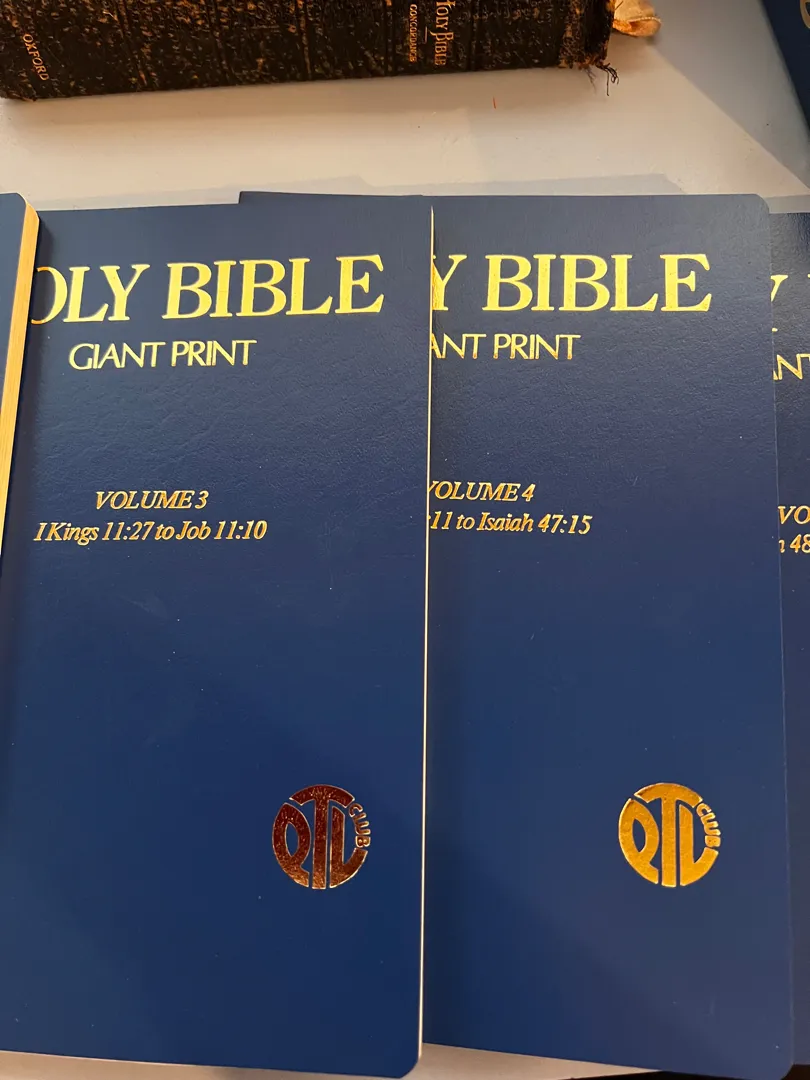 OXFORD
HOLY BIBLE
CONCORDANCE
OLY BIBLE
GIANT PRINT
VOLUME 3
I Kings 11:27 to Job 11:10
PTL CLUB
Y BIBLE
ANT PRINT
VOLUME 4
:11 to Isaiah 47:15
PTL CLUB
Y
ANT
VO
48